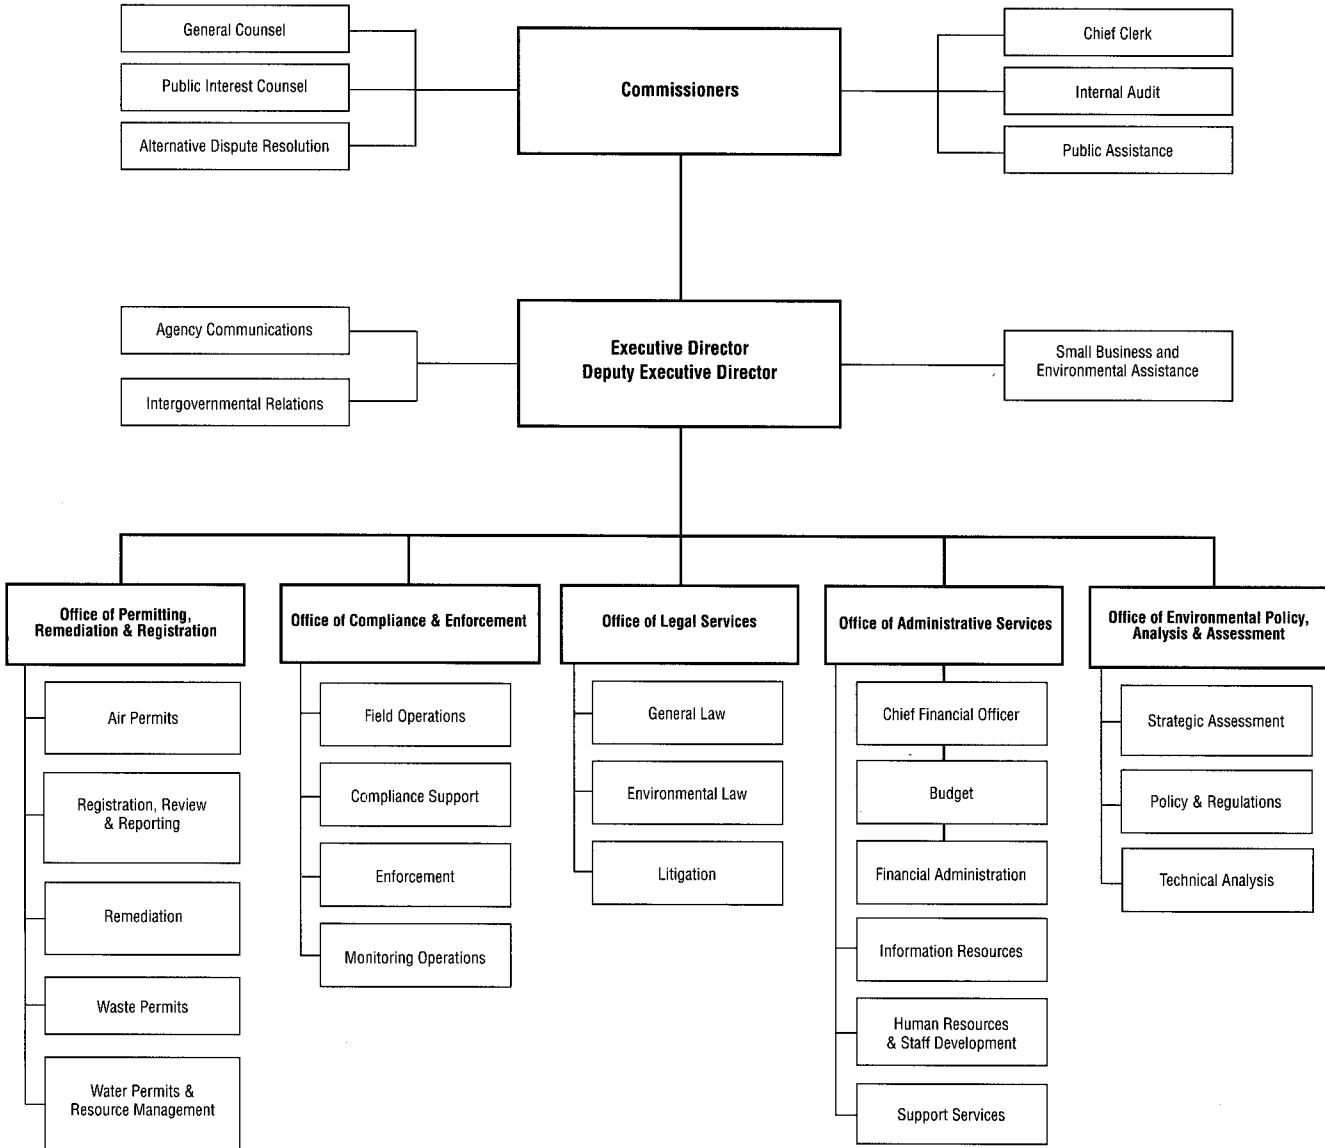 General Counsel
Public Interest Counsel
Alternative Dispute Resolution
Commissioners
Chief Clerk
Internal Audit
Public Assistance
Agency Communications
Intergovernmental Relations
Executive Director
Deputy Executive Director
Small Business and
Environmental Assistance
Office of Permitting,
Remediation & Registration
Air Permits
Registration, Review
& Reporting
Remediation
Waste Permits
Water Permits &
Resource Management
Office of Compliance & Enforcement
Field Operations
Compliance Support
Enforcement
Monitoring Operations
Office of Legal Services
General Law
Environmental Law
Litigation
Office of Administrative Services
Chief Financial Officer
Budget
Financial Administration
Information Resources
Human Resources
& Staff Development
Support Services
Office of Environmental Policy,
Analysis & Assessment
Strategic Assessment
Policy & Regulations
Technical Analysis